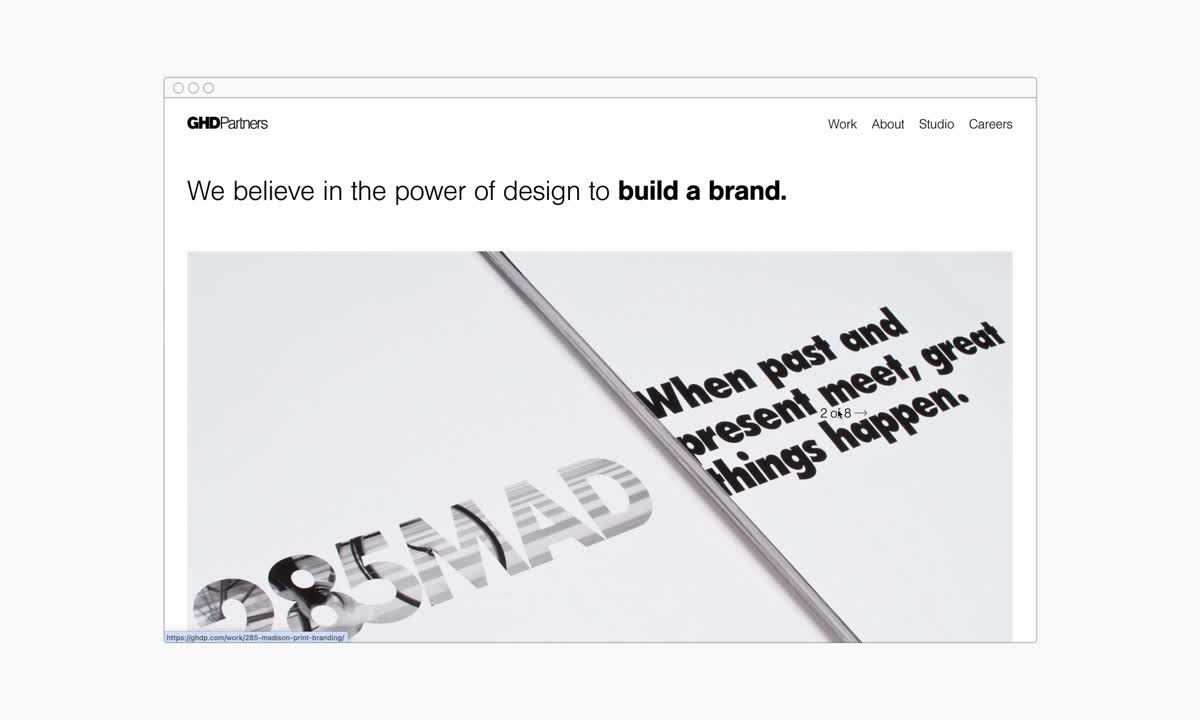 GHDPartners
Work About Studio Careers
We believe in the power of design to build a brand.
When past and
present meet, great
things happen.
2 of 8 →
285MAD
https://ghdp.com/work/285-madison-print-branding/